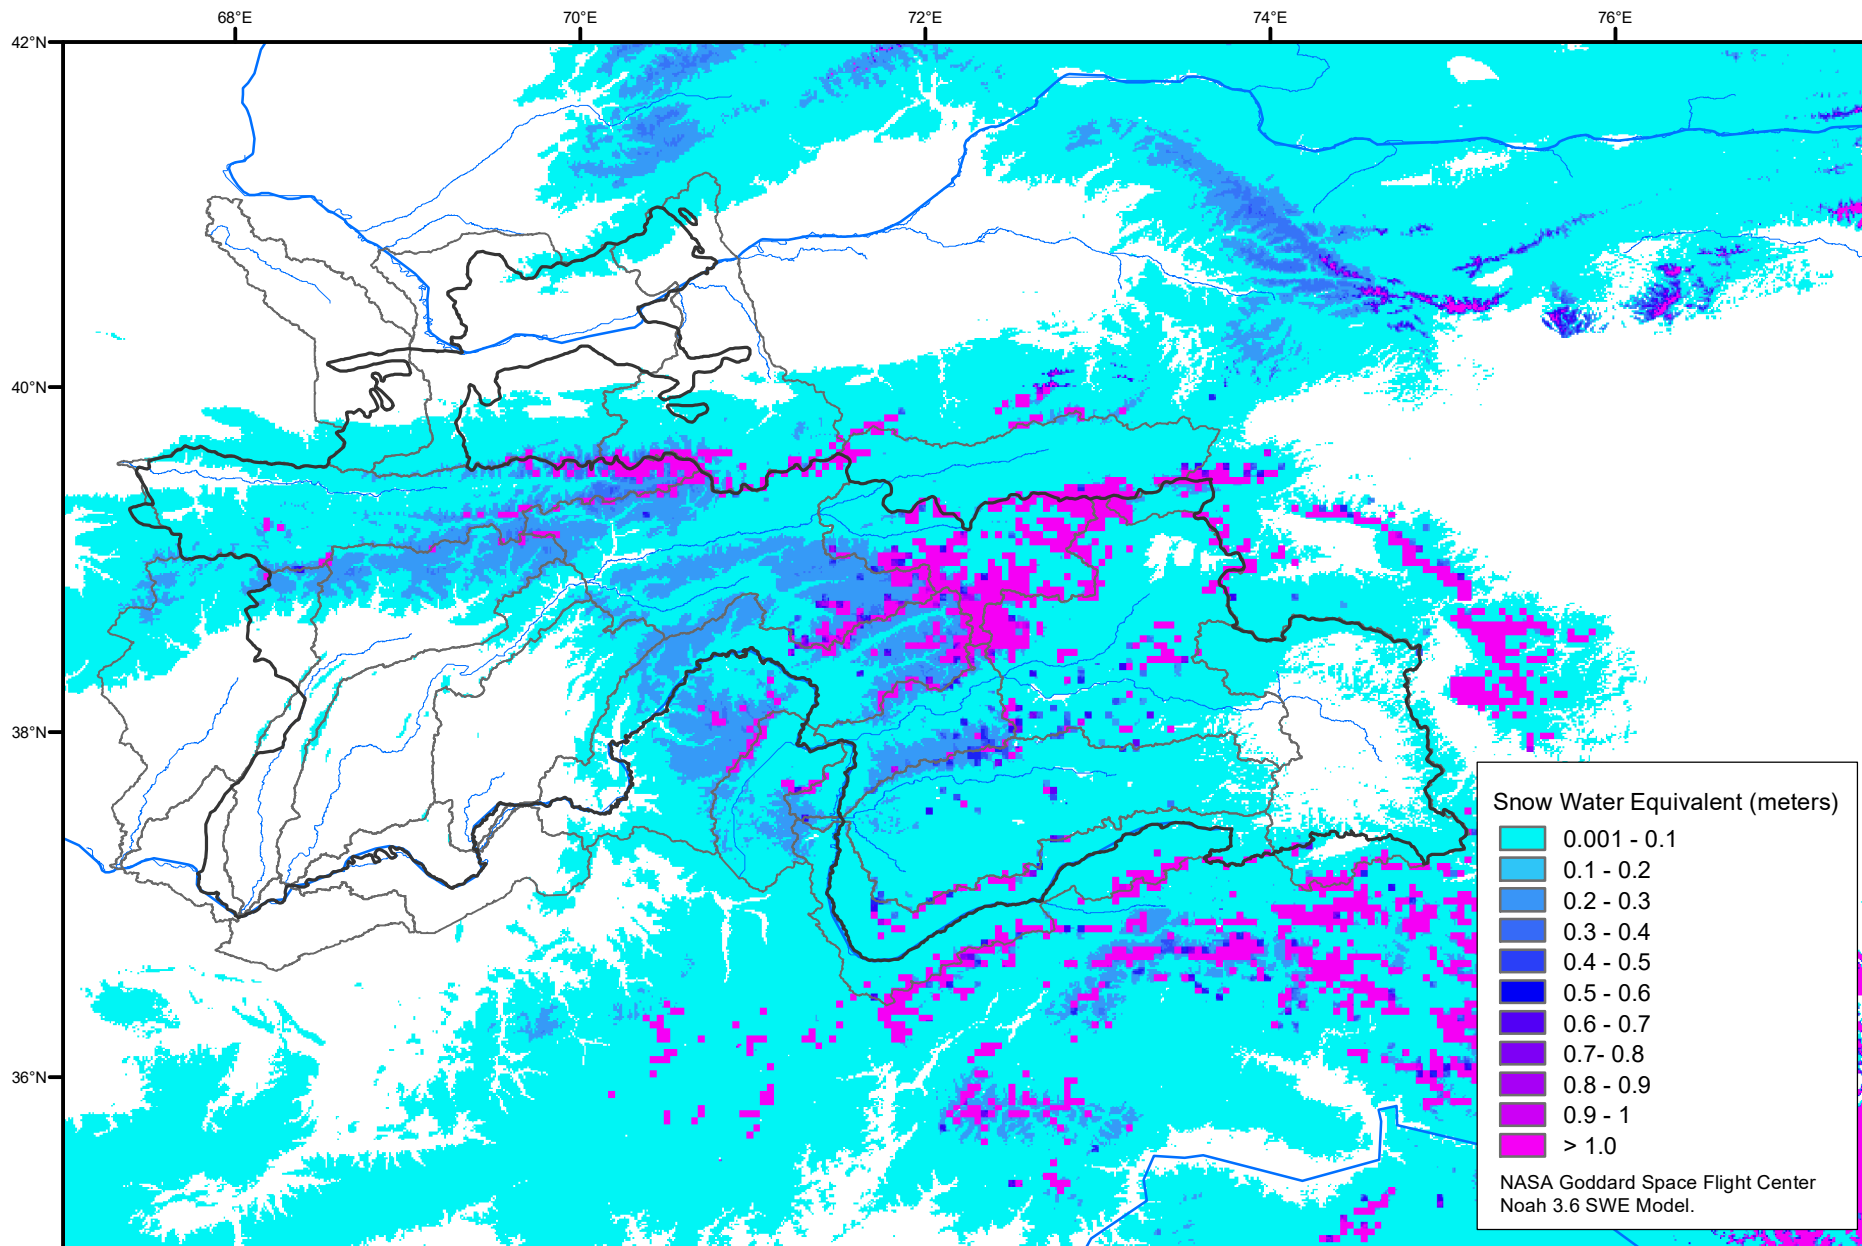 68°E 70°E 72°E 74°E 76°E
42°N
40°N
38°N
36°N
Snow Water Equivalent (meters)
0.001 - 0.1
0.1 - 0.2
0.2 - 0.3
0.3 - 0.4
0.4 - 0.5
0.5 - 0.6
0.6 - 0.7
0.7- 0.8
0.8 - 0.9
0.9 - 1
> 1.0
NASA Goddard Space Flight Center
Noah 3.6 SWE Model.